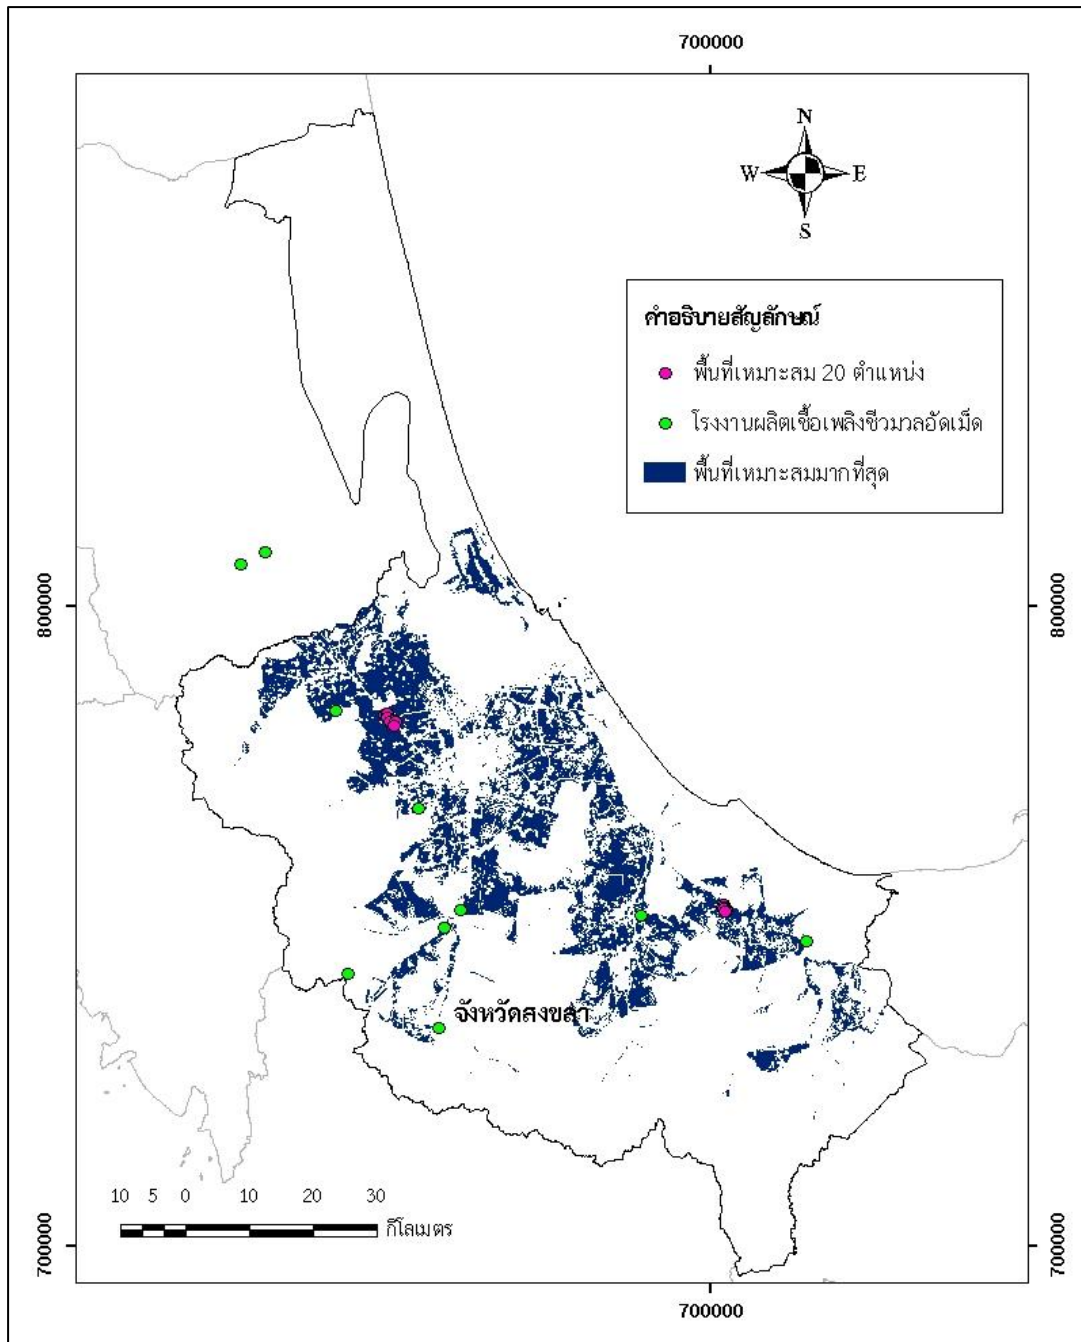 700000
N
W E
S
คำอธิบายสัญลักษณ์
พื้นที่เหมาะสม 20 ตำแหน่ง
โรงงานผลิตเชื้อเพลิงชีวมวลอัดเม็ด
พื้นที่เหมาะสมมากที่สุด
800000 800000
จังหวัดสงขลา
10 5 0 10 20 30
กิโลเมตร
700000 700000
700000